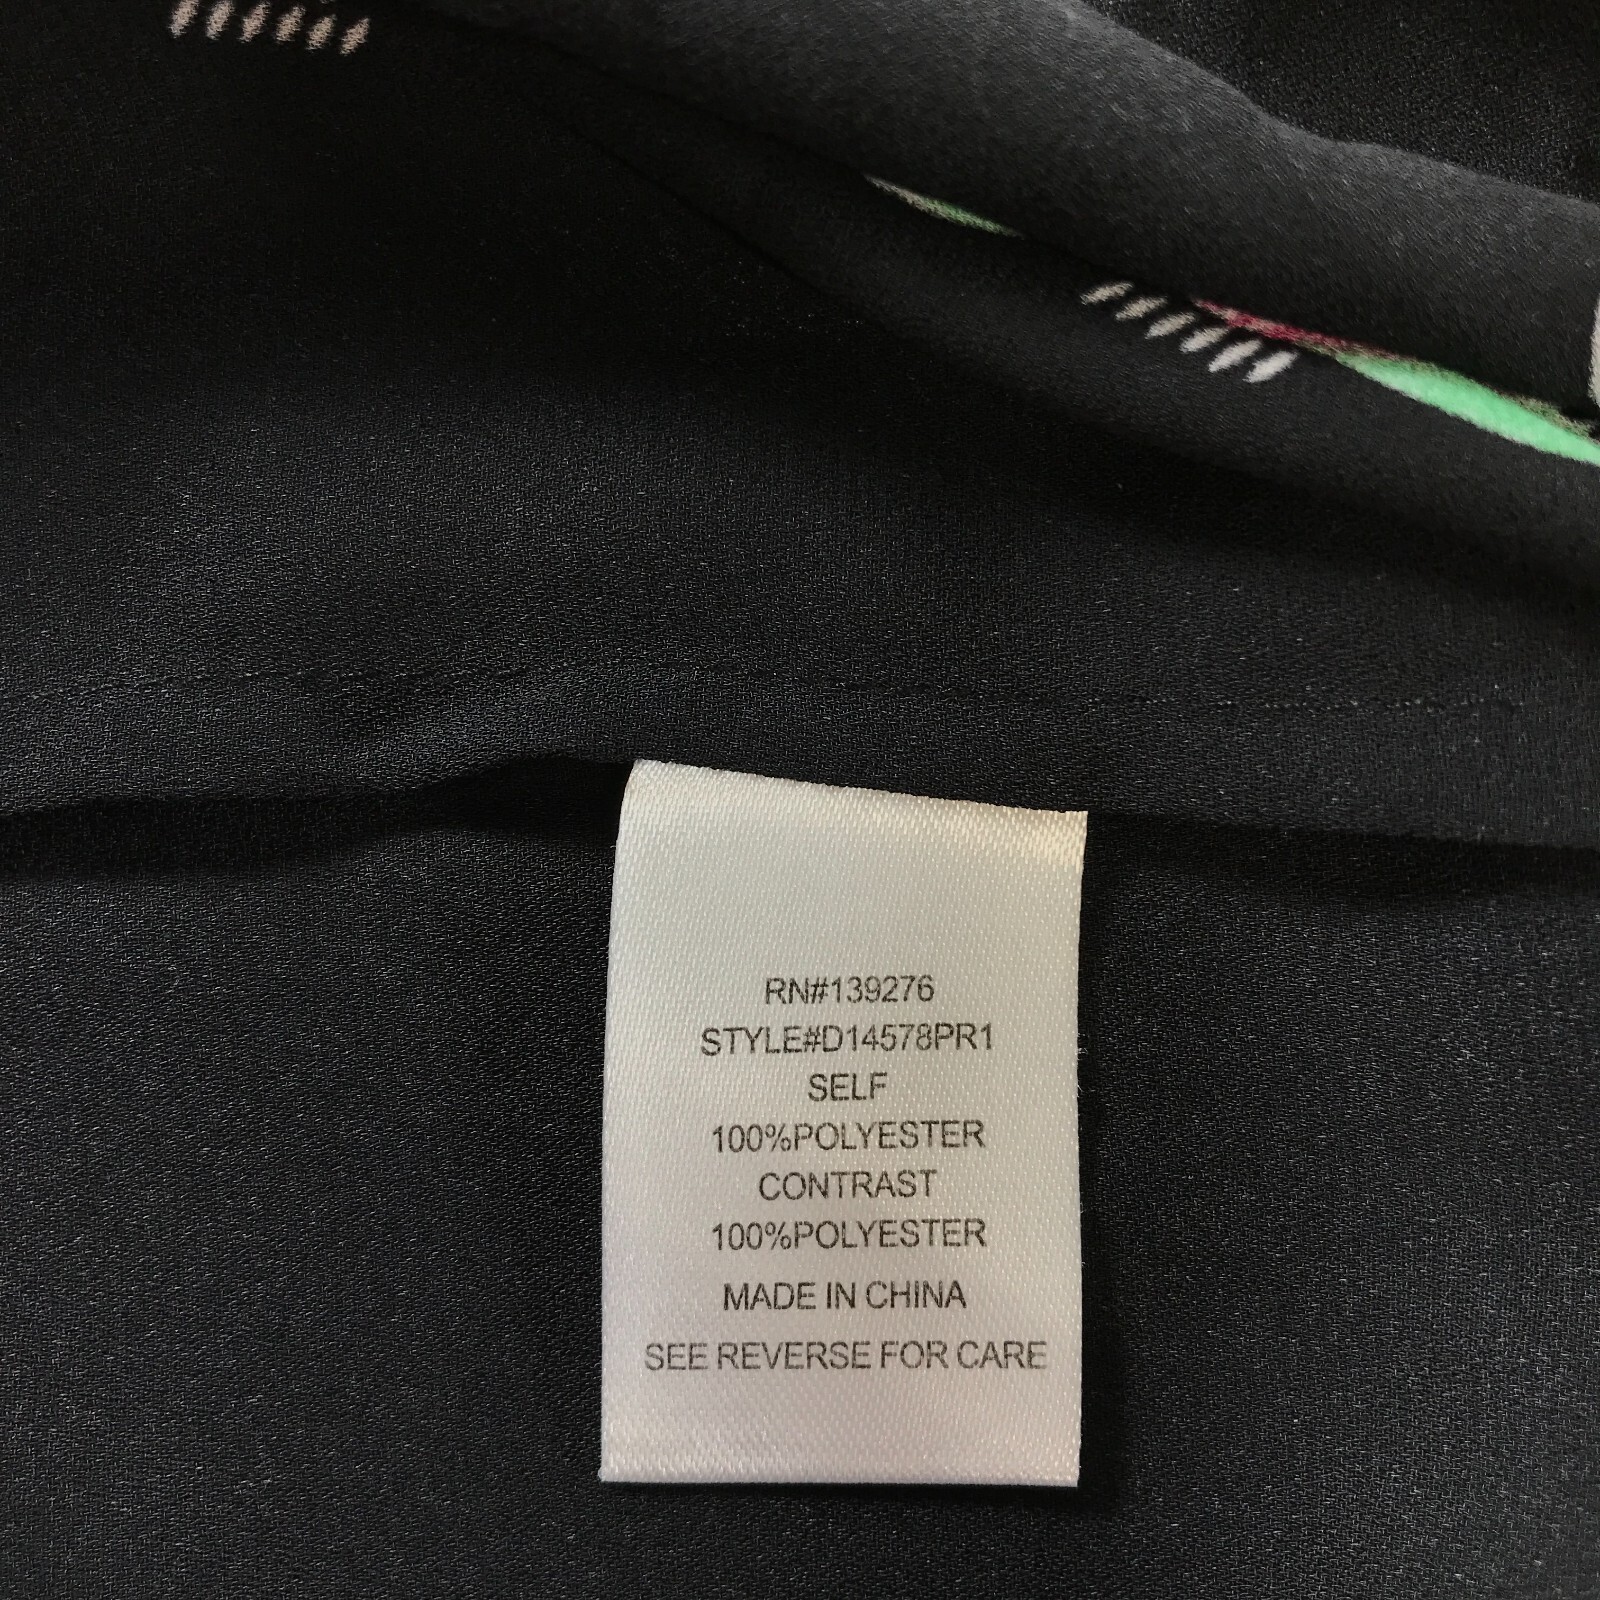 RN#139276
STYLE#D14578PR1
SELF
100%POLYESTER
CONTRAST
100%POLYESTER
MADE IN CHINA
SEE REVERSE FOR CARE